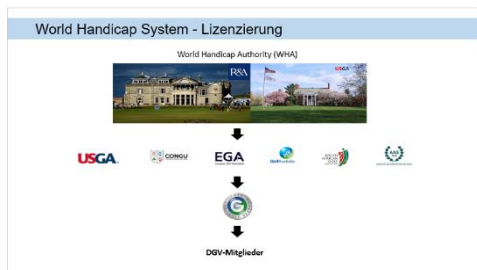 World Handicap System - Lizenzierung
World Handicap Authority (WHA)
R&A
USGA
USGA
CONGU
EGA
DGV-Mitglieder